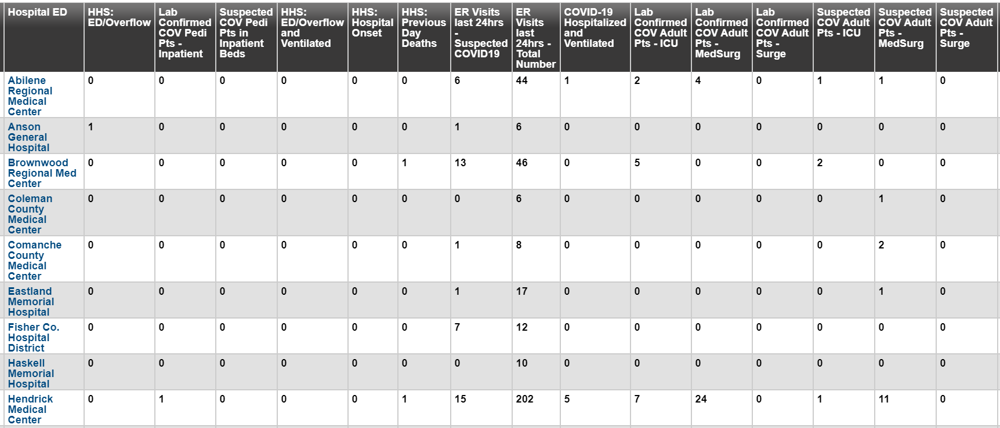 Hospital ED
HHS:
ED/Overflow
Lab
Confirmed
COV Pedi
Pts -
Inpatient
Suspected
COV Pedi
Pts in
Inpatient
Beds
HHS:
ED/Overflow
and
Ventilated
HHS:
Hospital
Onset
HHS:
Previous
Day
Deaths
ER Visits
last 24hrs
-
Suspected
COVID19
ER
Visits
last
24hrs -
Total
Number
COVID-19
Hospitalized
and
Ventilated
Lab
Confirmed
COV Adult
Pts - ICU
Lab
Confirmed
COV Adult
Pts -
MedSurg
Lab
Confirmed
COV Adult
Pts -
Surge
Suspected
COV Adult
Pts - ICU
Suspected
COV Adult
Pts -
MedSurg
Suspected
COV Adult
Pts -
Surge
Abilene
Regional
Medical
Center
0 0 0 0 0 0 6 44 1 2 4 0 1 1 0
Anson
General
Hospital
1 0 0 0 0 0 1 6 0 0 0 0 0 0 0
Brownwood
Regional Med
Center
0 0 0 0 0 1 13 46 0 5 0 0 2 0 0
Coleman
County
Medical
Center
0 0 0 0 0 0 0 6 0 0 0 0 0 1 0
Comanche
County
Medical
Center
0 0 0 0 0 0 1 8 0 0 0 0 0 2 0
Eastland
Memorial
Hospital
0 0 0 0 0 0 1 17 0 0 0 0 0 1 0
Fisher Co.
Hospital
District
0 0 0 0 0 0 7 12 0 0 0 0 0 0 0
Haskell
Memorial
Hospital
0 0 0 0 0 0 0 10 0 0 0 0 0 0 0
Hendrick
Medical
Center
0 1 0 0 0 1 15 202 5 7 24 0 1 11 0